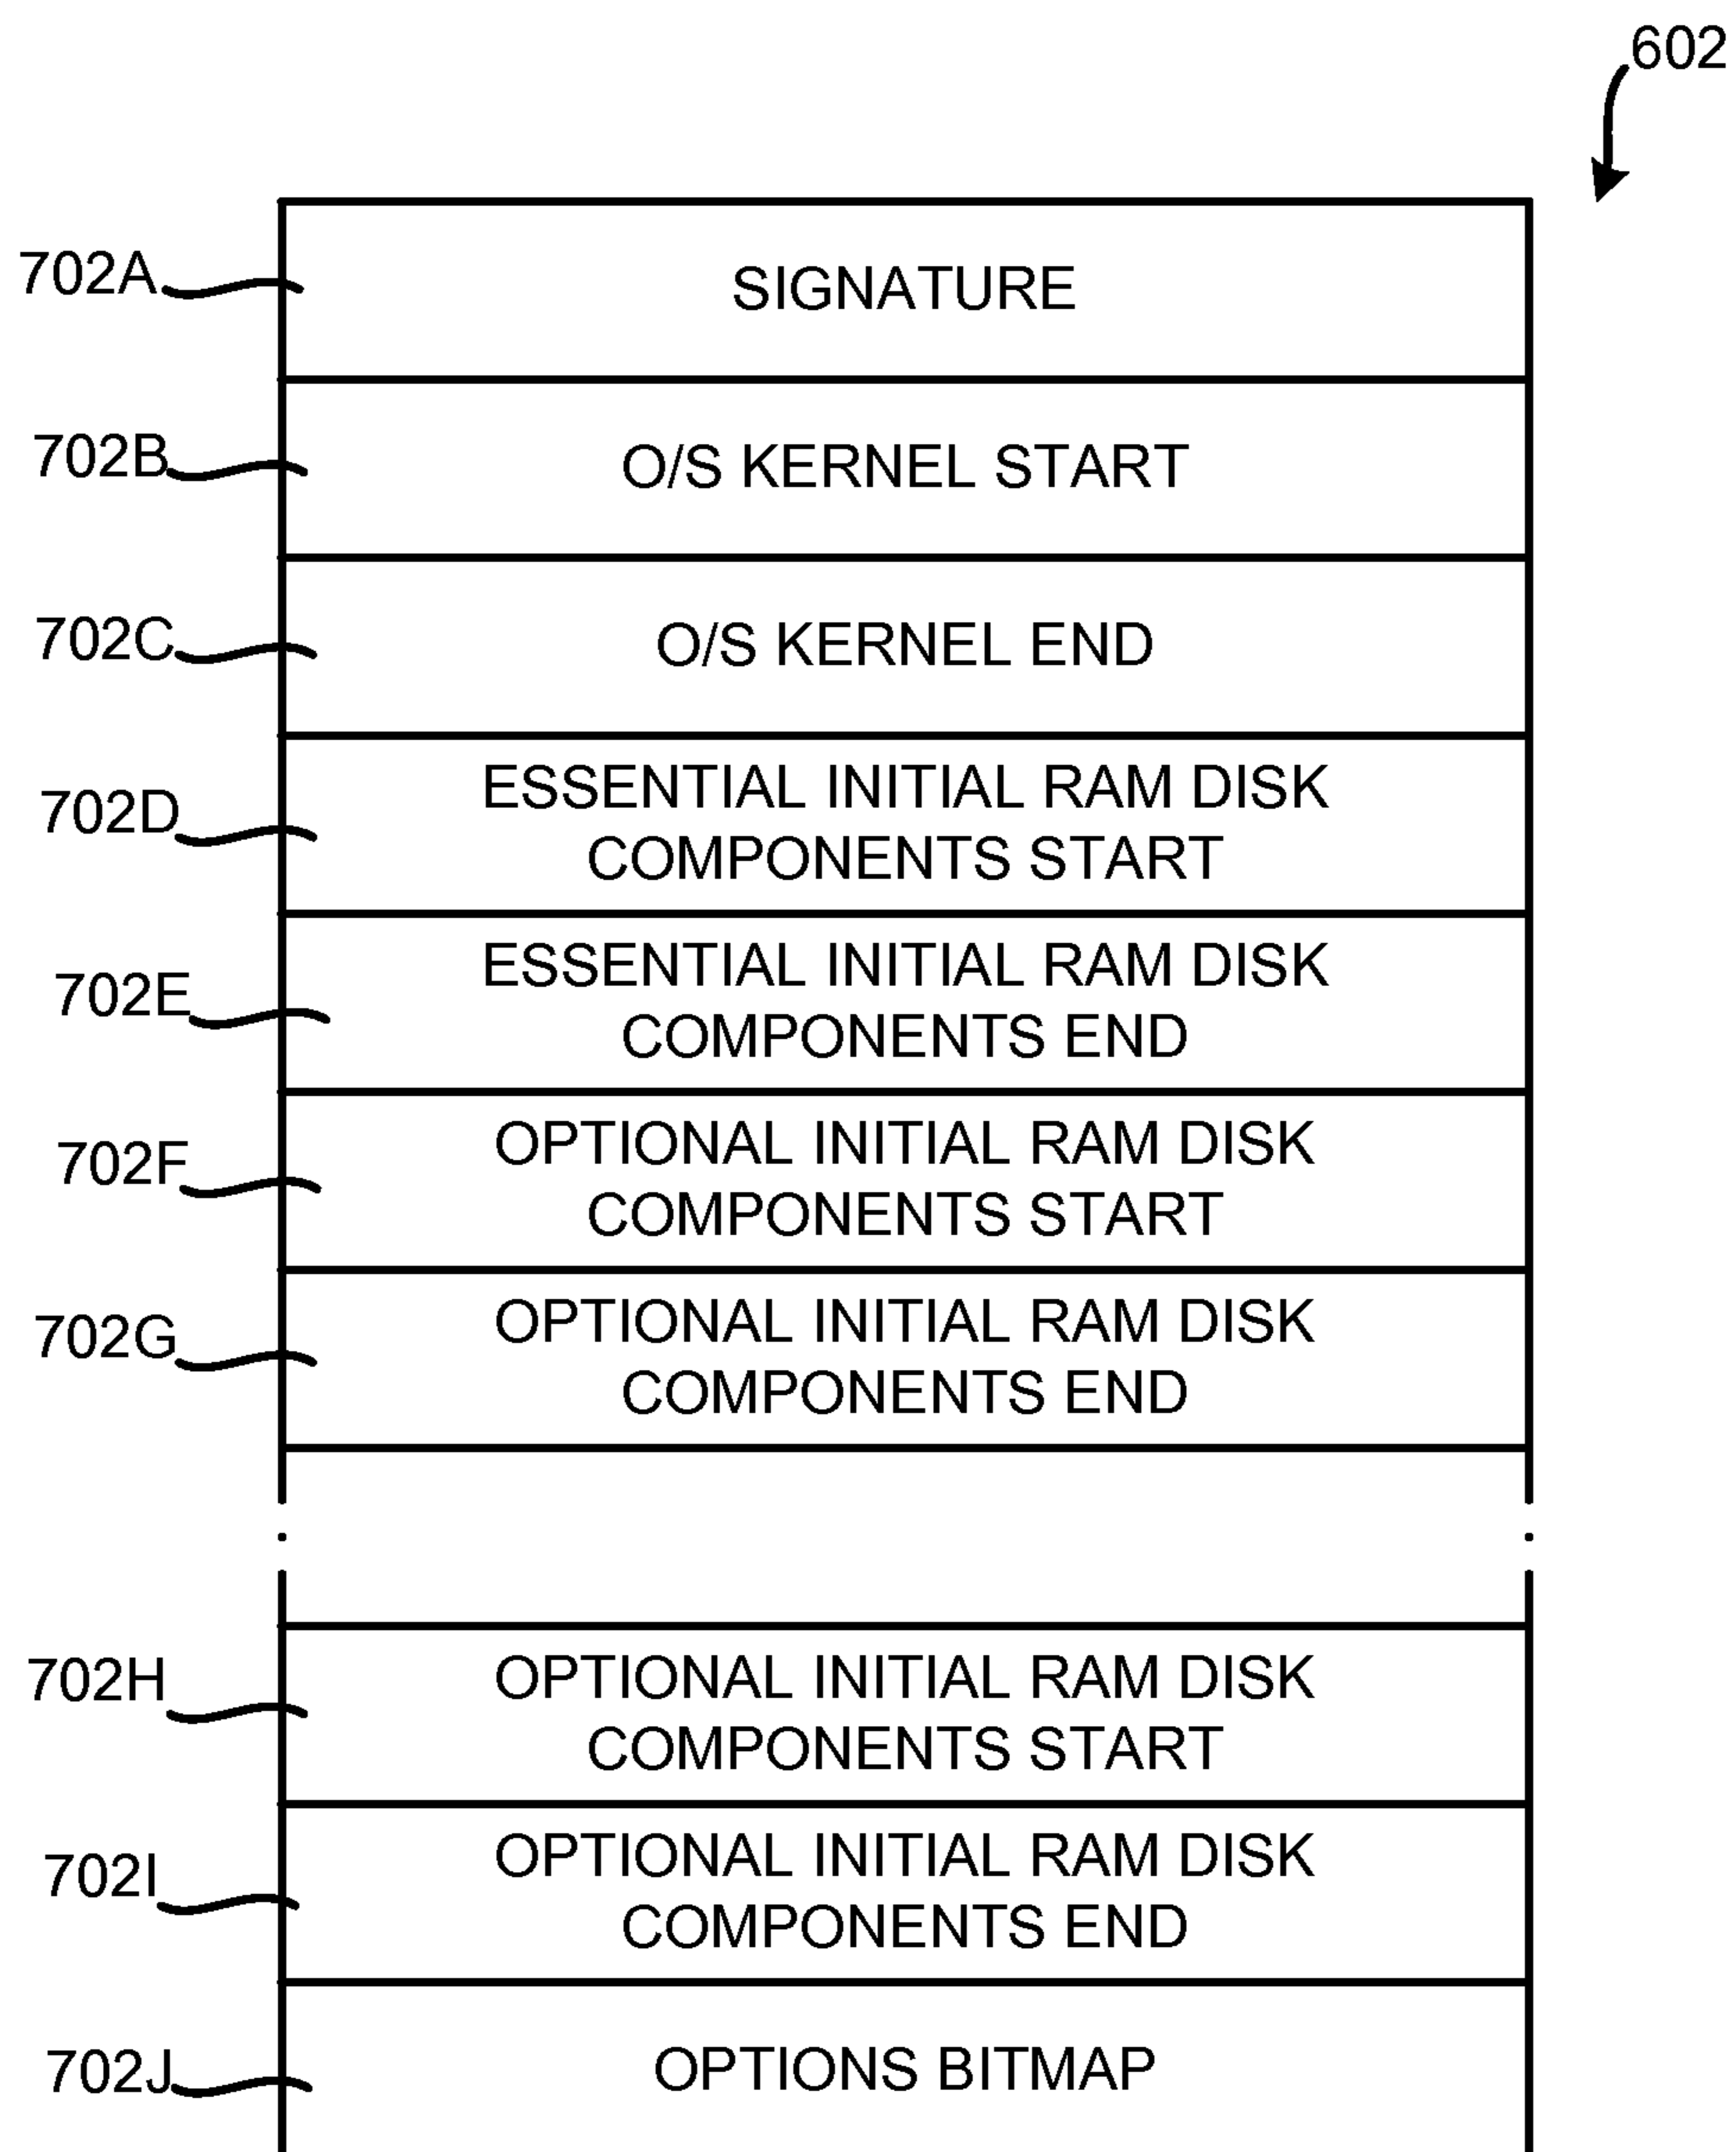 602
702A
SIGNATURE
702B
O/S KERNEL START
702C
O/S KERNEL END
702D
ESSENTIAL INITIAL RAM DISK
COMPONENTS START
702E
ESSENTIAL INITIAL RAM DISK
COMPONENTS END
702F
OPTIONAL INITIAL RAM DISK
COMPONENTS START
702G
OPTIONAL INITIAL RAM DISK
COMPONENTS END
702H
OPTIONAL INITIAL RAM DISK
COMPONENTS START
702I
OPTIONAL INITIAL RAM DISK
COMPONENTS END
702J
OPTIONS BITMAP